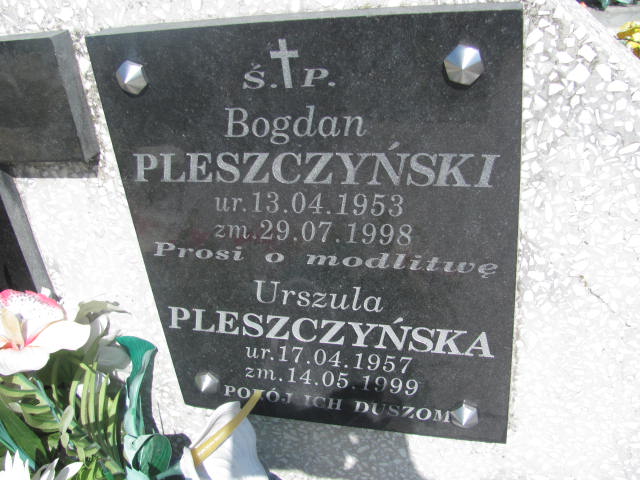 Ś. P.
Bogdan
PLESZCZYŃSKI
ur.13.04.1953
zm.29.07.1998
Prosi o modlitwę
Urszula
PLESZCZYŃSKA
ur.17.04.1957
zm.14.05.1999
POKÓJ ICH DUSZOM